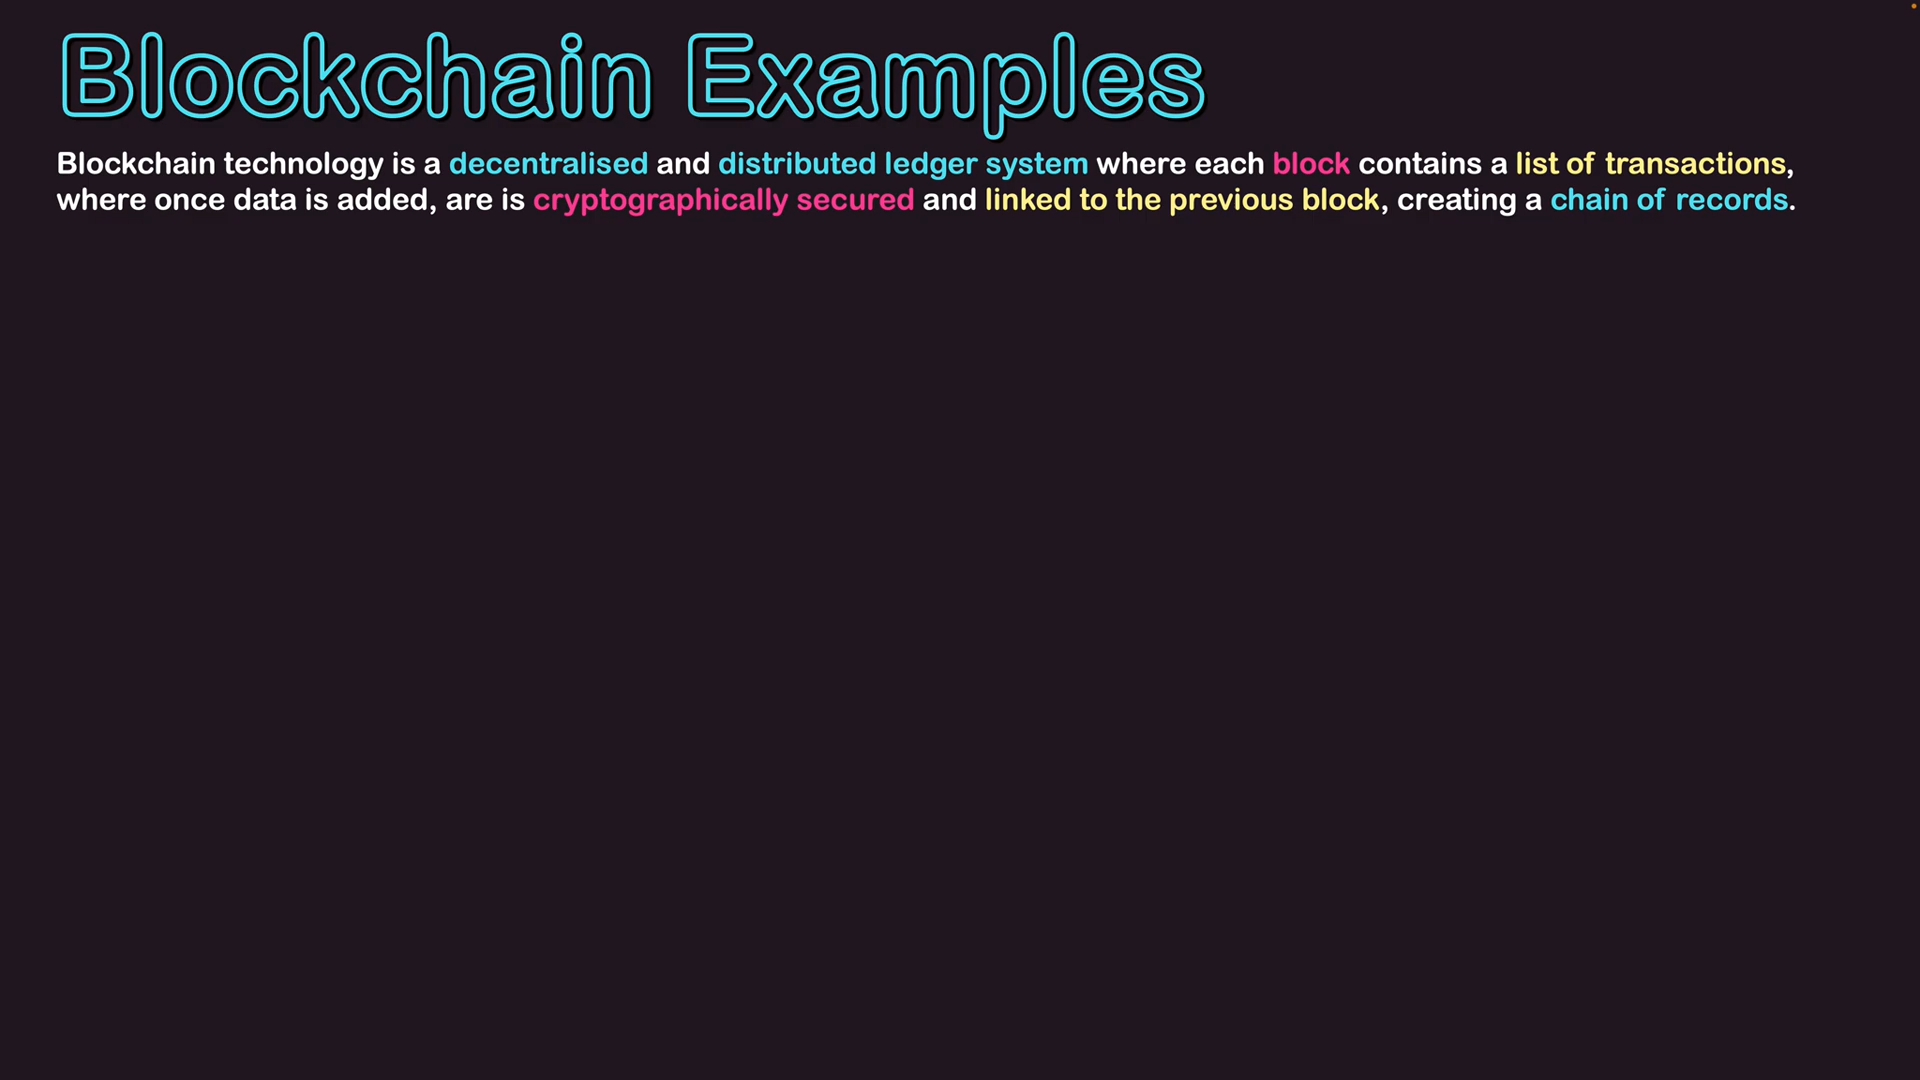 Blockchain Examples
Blockchain technology is a decentralised and distributed ledger system where each block contains a list of transactions,
where once data is added, are is cryptographically secured and linked to the previous block, creating a chain of records.